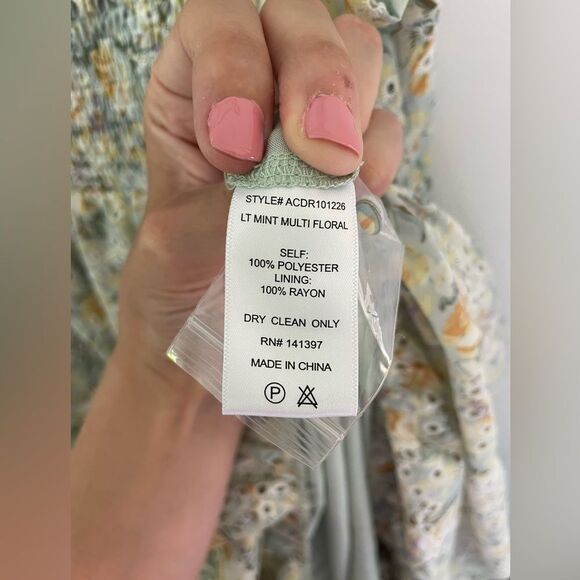 STYLE# ACDR101226
LT MINT MULTI FLORAL
SELF:
100% POLYESTER
LINING:
100% RAYON
DRY CLEAN ONLY
RN# 141397
MADE IN CHINA
P